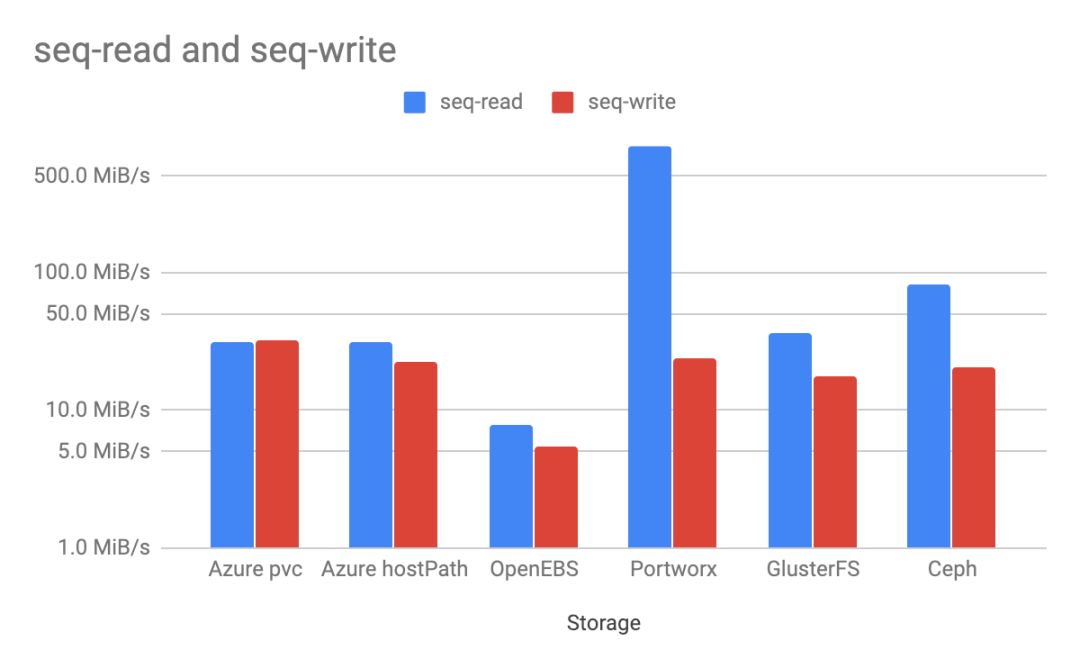 seq-read and seq-write
seq-read seq-write
500.0 MiB/s
100.0 MiB/s
50.0 MiB/s
10.0 MiB/s
5.0 MiB/s
1.0 MiB/s
Azure pvc Azure hostPath OpenEBS Portworx GlusterFS Ceph
Storage